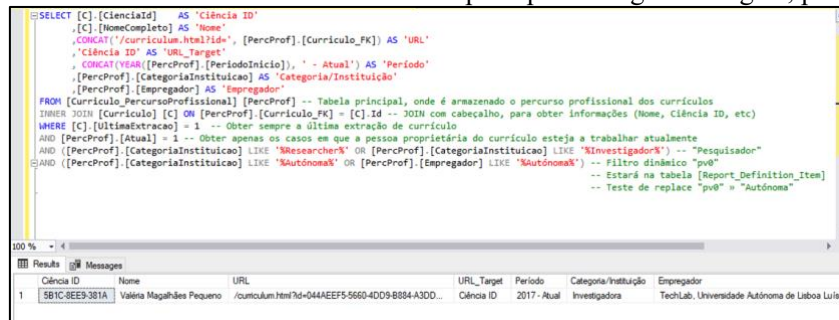 SELECT [C].[CienciaId] AS 'Ciência ID'
,[C].[NomeCompleto] AS 'Nome'
,CONCAT('/curriculum.html?id=', [PercProf].[Curriculo_FK]) AS 'URL'
,'Ciência ID' AS 'URL_Target'
, CONCAT(YEAR([PercProf].[PeriodoInicio]), ' - Atual') AS 'Período'
,[PercProf].[CategoriaInstituicao] AS 'Categoria/Instituição'
,[PercProf].[Empregador] AS 'Empregador'
FROM [Curriculo_PercursoProfissional] [PercProf] -- Tabela principal, onde é armazenado o percurso profissional dos currículos
INNER JOIN [Curriculo] [C] ON [PercProf].[Curriculo_FK] = [C].Id -- JOIN com cabeçalho, para obter informações (Nome, Ciência ID, etc)
WHERE [C].[UltimaExtracao] = 1 -- Obter sempre a última extração de currículo
AND [PercProf].[Atual] = 1 -- Obter apenas os casos em que a pessoa proprietária do currículo esteja a trabalhar atualmente
AND ([PercProf].[CategoriaInstituicao] LIKE '%Researcher%' OR [PercProf].[CategoriaInstituicao] LIKE '%Investigador%') -- "Pesquisador"
AND ([PercProf].[CategoriaInstituicao] LIKE '%Autónoma%' OR [PercProf].[Empregador] LIKE '%Autónoma%') -- Filtro dinâmico "pv0"
-- Estará na tabela [Report_Definition_Item]
-- Teste de replace "pv0" » "Autónoma"
100 %
Results Messages
Ciência ID Nome URL URL_Target Período Categoria/Instituição Empregador
1 5B1C-8EE9-381A Valéria Magalhães Pequeno /curriculum.html?id=044AEEF5-5660-4DD9-B884-A3DD... Ciência ID 2017 - Atual Investigadora TechLab, Universidade Autónoma de Lisboa Luís